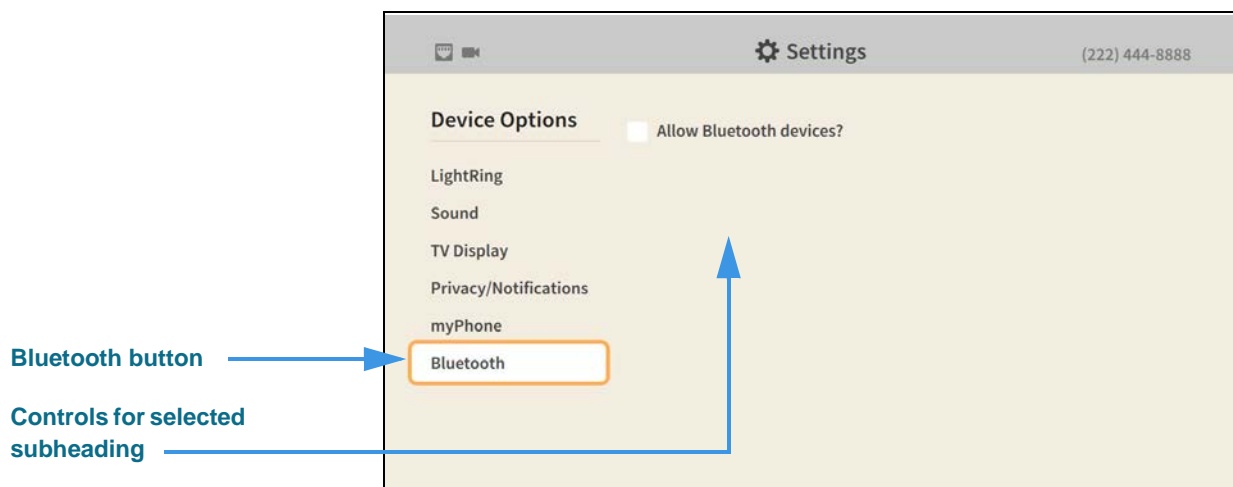 Settings
(222) 444-8888
Device Options
Allow Bluetooth devices?
LightRing
Sound
TV Display
Privacy/Notifications
myPhone
Bluetooth
Bluetooth button
Controls for selected
subheading